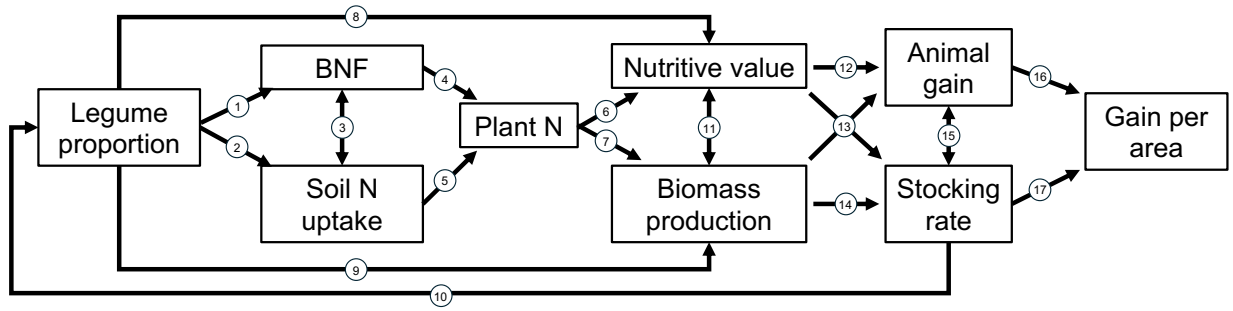 8
BNF
4
Nutritive value
12
Animal
gain
16
1
6
Legume
proportion
3
Plant N
11
13
15
Gain per
area
2
7
5
Soil N
uptake
Biomass
production
14
Stocking
rate
17
9
10